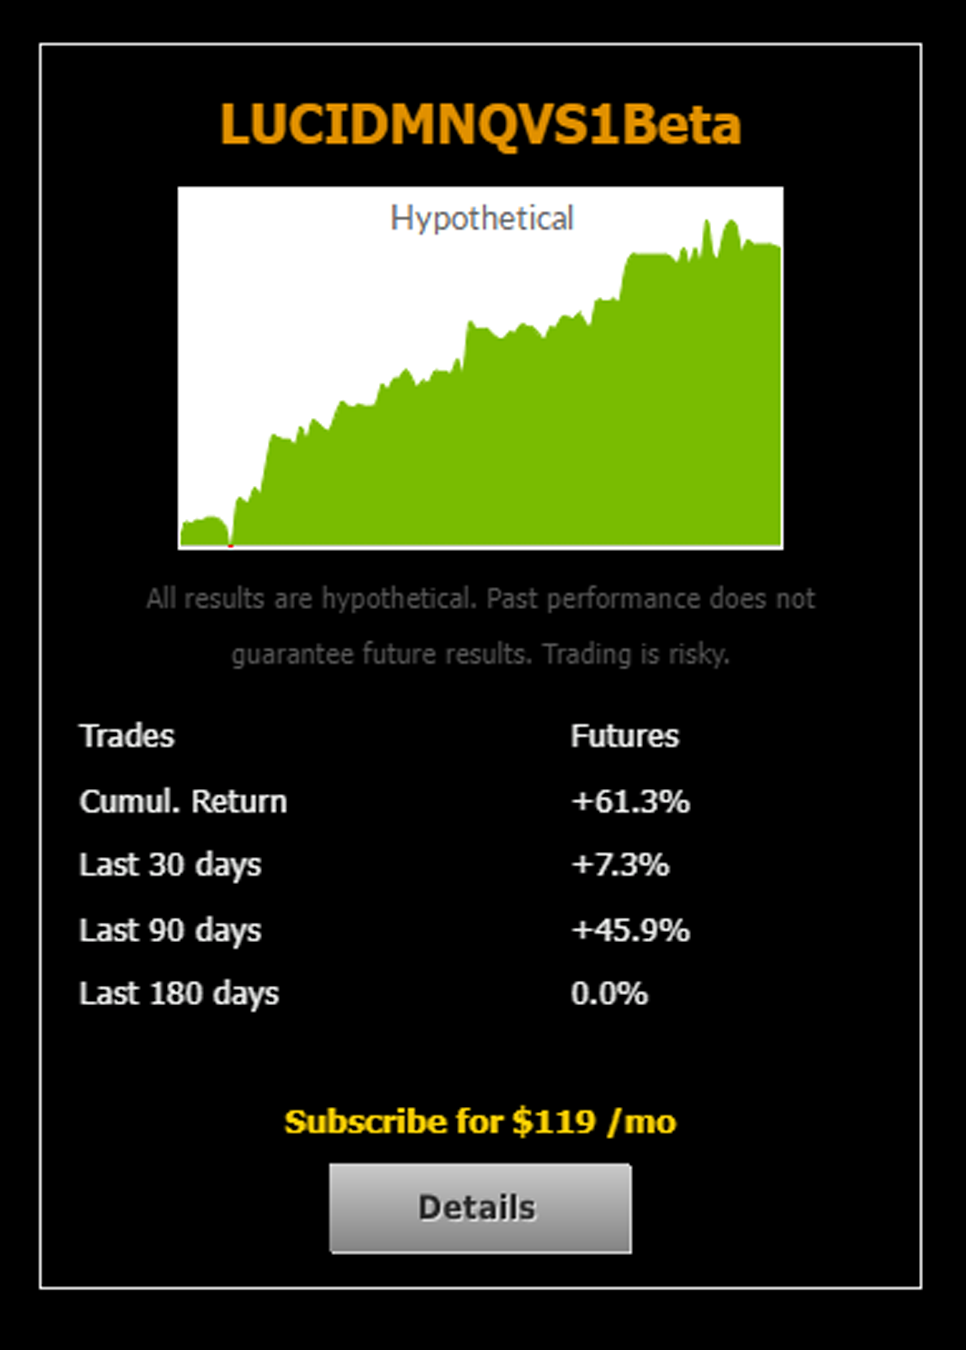 LUCIDMNQVS1Beta
Hypothetical
All results are hypothetical. Past performance does not
guarantee future results. Trading is risky.
Trades Futures
Cumul. Return +61.3%
Last 30 days +7.3%
Last 90 days +45.9%
Last 180 days 0.0%
Subscribe for $119 /mo
Details